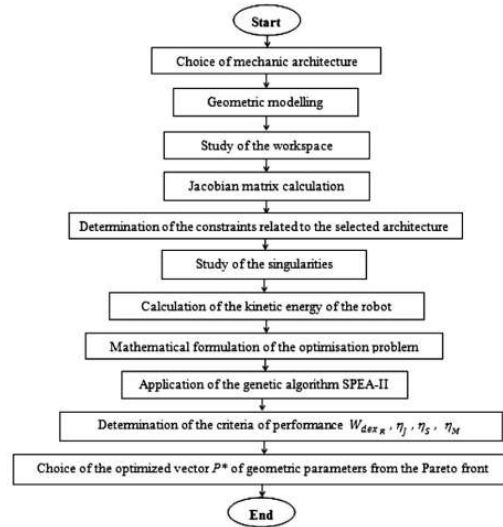 Start
Choice of mechanic architecture
Geometric modelling
Study of the workspace
Jacobian matrix calculation
Determination of the constraints related to the selected architecture
Study of the singularities
Calculation of the kinetic energy of the robot
Mathematical formulation of the optimisation problem
Application of the genetic algorithm SPEA-II
Determination of the criteria of performance W_{dex_R} , η_J , η_S , η_M
Choice of the optimized vector P* of geometric parameters from the Pareto front
End